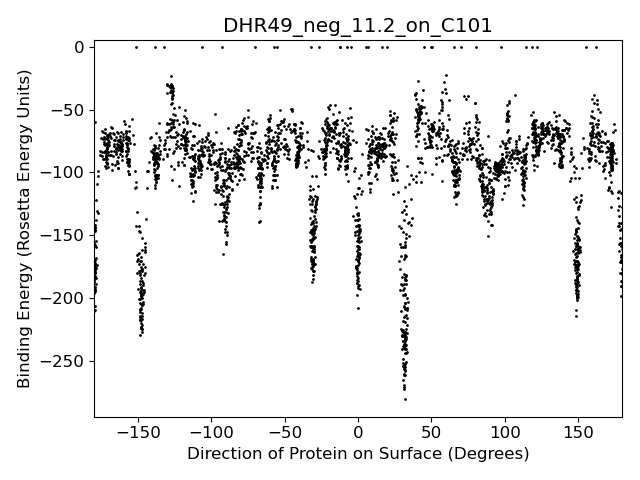 DHR49_neg_11.2_on_C101
0
−50
−100
−150
−200
−250
Binding Energy (Rosetta Energy Units)
−150 −100 −50 0 50 100 150
Direction of Protein on Surface (Degrees)